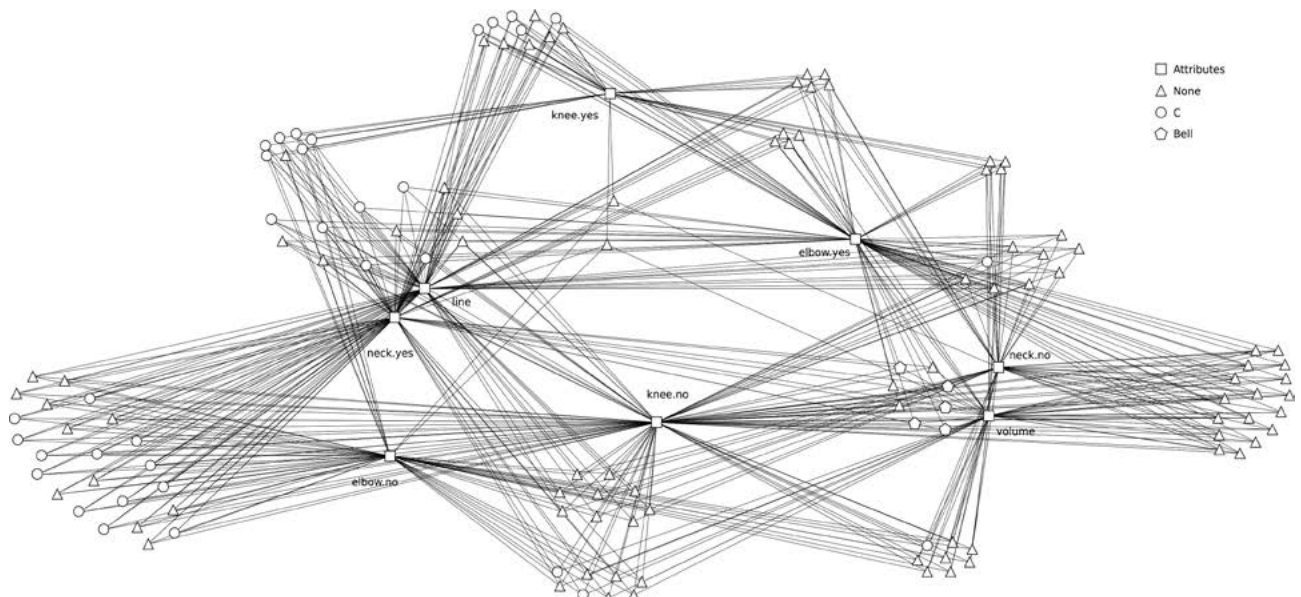 Attributes
None
C
Bell
knee.yes
elbow.yes
line
neck.yes
neck.no
knee.no
volume
elbow.no